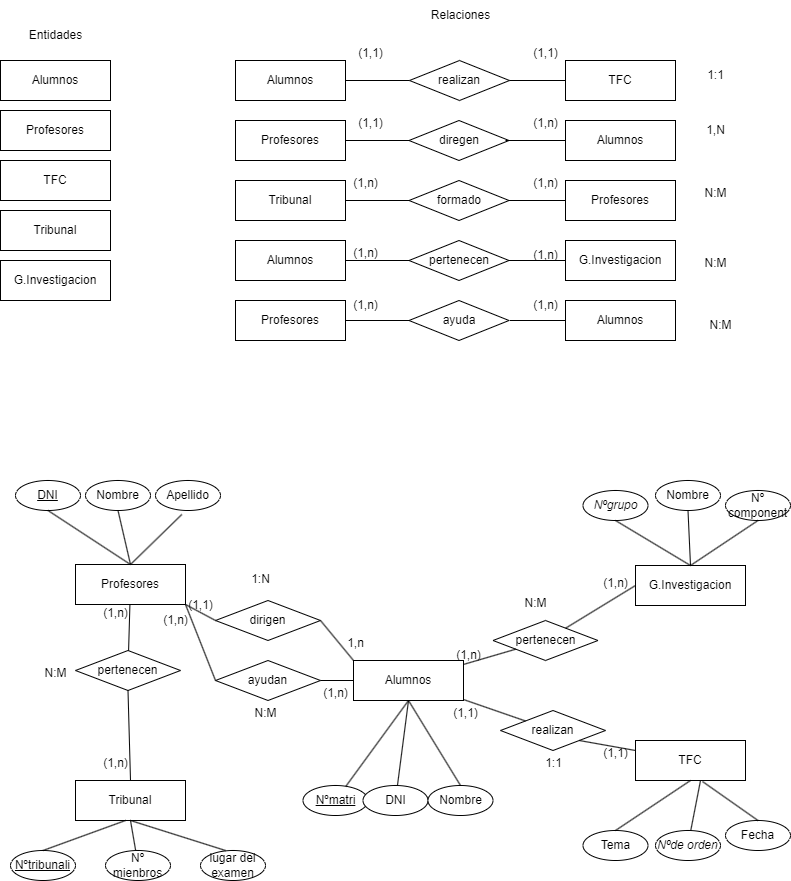 Relaciones
Entidades
Alumnos
Profesores
TFC
Tribunal
G.Investigacion
(1,1)
(1,1)
Alumnos
realizan
TFC
1:1
(1,1)
(1,n)
Profesores
diregen
Alumnos
1,N
(1,n)
(1,n)
Tribunal
formado
Profesores
N:M
(1,n)
(1,n)
Alumnos
pertenecen
G.Investigacion
N:M
(1,n)
(1,n)
Profesores
ayuda
Alumnos
N:M
DNI
Nombre
Apellido
Profesores
(1,n)
(1,1)
(1,n)
1:N
dirigen
1,n
ayudan
(1,n)
N:M
N:M
pertenecen
(1,n)
Tribunal
Nºtribunali
Nº
mienbros
lugar del
examen
Alumnos
(1,n)
(1,1)
Nºmatri
DNI
Nombre
N:M
pertenecen
(1,n)
Nºgrupo
Nombre
Nº
component
G.Investigacion
realizan
1:1
(1,1)
TFC
Tema
Nºde orden
Fecha